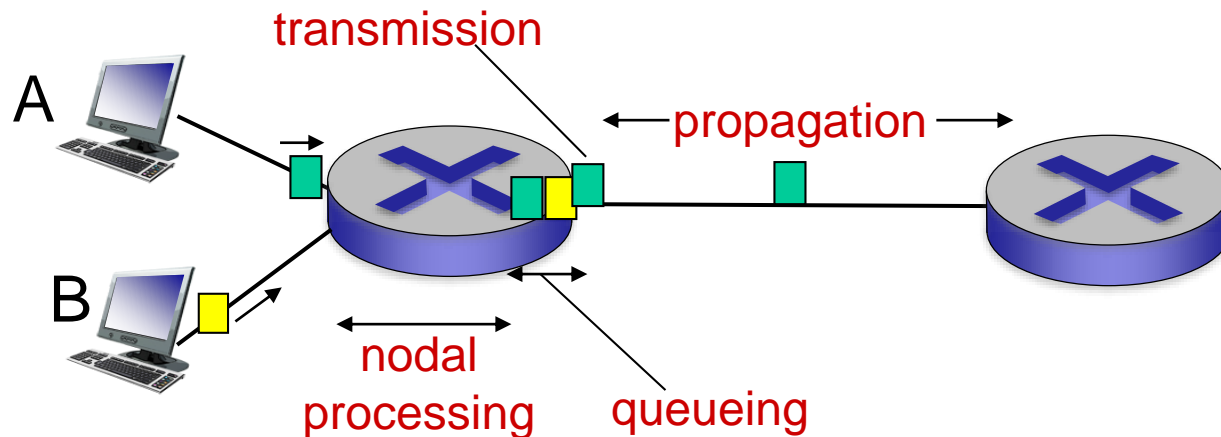 transmission
A
propagation
B
nodal
processing
queueing